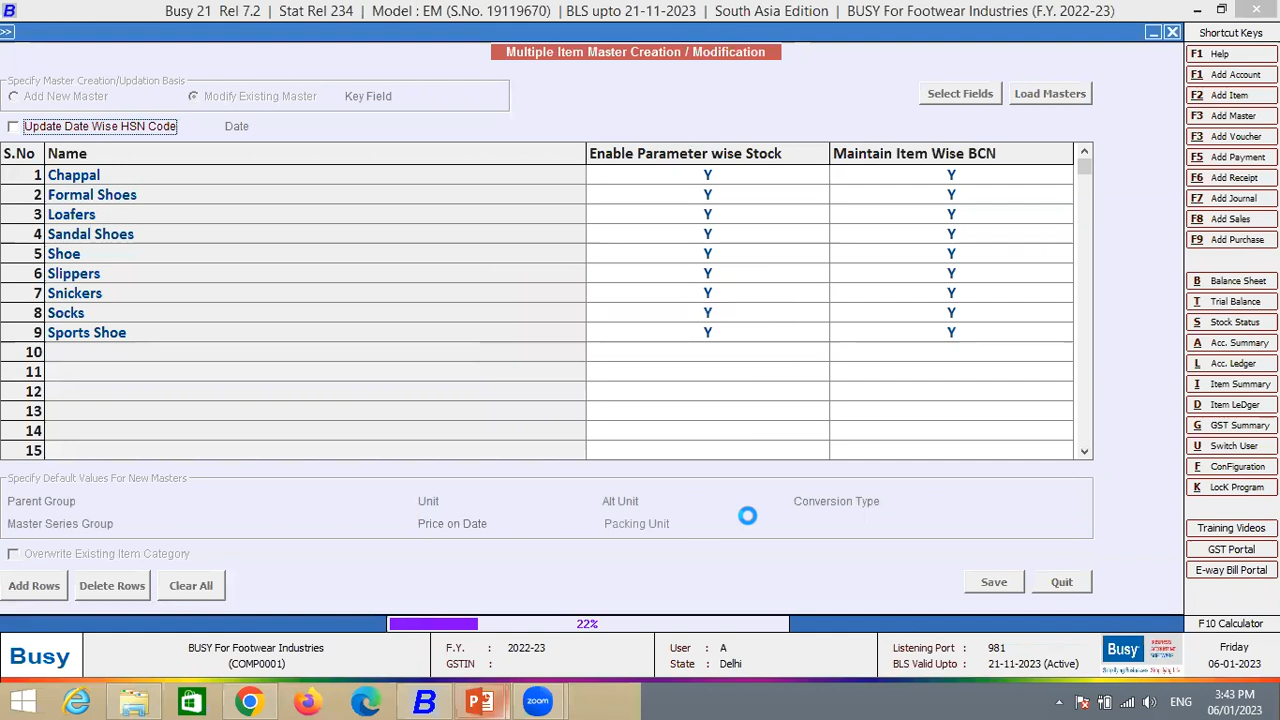 B Busy 21 Rel 7.2 | Stat Rel 234 | Model : EM (S.No. 19119670) | BLS upto 21-11-2023 | South Asia Edition | BUSY For Footwear Industries (F.Y. 2022-23)
>>
Shortcut Keys
Multiple Item Master Creation / Modification
Specify Master Creation/Updation Basis
Add New Master Modify Existing Master Key Field
Select Fields Load Masters
Update Date Wise HSN Code Date
S.No Name Enable Parameter wise Stock Maintain Item Wise BCN
1 Chappal Y Y
2 Formal Shoes Y Y
3 Loafers Y Y
4 Sandal Shoes Y Y
5 Shoe Y Y
6 Slippers Y Y
7 Snickers Y Y
8 Socks Y Y
9 Sports Shoe Y Y
10
11
12
13
14
15
Specify Default Values For New Masters
Parent Group Unit Alt Unit Conversion Type
Master Series Group Price on Date Packing Unit
Overwrite Existing Item Category
Add Rows Delete Rows Clear All Save Quit
22%
F1 Help
F1 Add Account
F2 Add Item
F3 Add Master
F3 Add Voucher
F5 Add Payment
F6 Add Receipt
F7 Add Journal
F8 Add Sales
F9 Add Purchase
B Balance Sheet
T Trial Balance
S Stock Status
A Acc. Summary
L Acc. Ledger
I Item Summary
D Item LeDger
G GST Summary
U Switch User
F ConFiguration
K LocK Program
Training Videos
GST Portal
E-way Bill Portal
F10 Calculator
Busy
BUSY For Footwear Industries
(COMP0001)
F.Y. : 2022-23
GSTIN :
User : A
State : Delhi
Listening Port : 981
BLS Valid Upto : 21-11-2023 (Active)
Busy
Friday
06-01-2023
B zoom
ENG
3:43 PM
06/01/2023